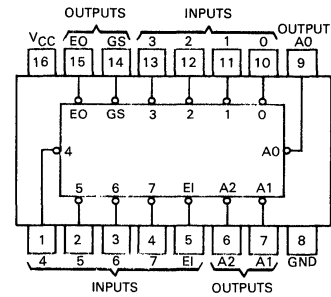 OUTPUTS INPUTS OUTPUT
VCC EO GS 3 2 1 0 A0
16 15 14 13 12 11 10 9
EO GS 3 2 1 0
4 A0
5 6 7 EI A2 A1
1 2 3 4 5 6 7 8
4 5 6 7 EI A2 A1 GND
INPUTS OUTPUTS